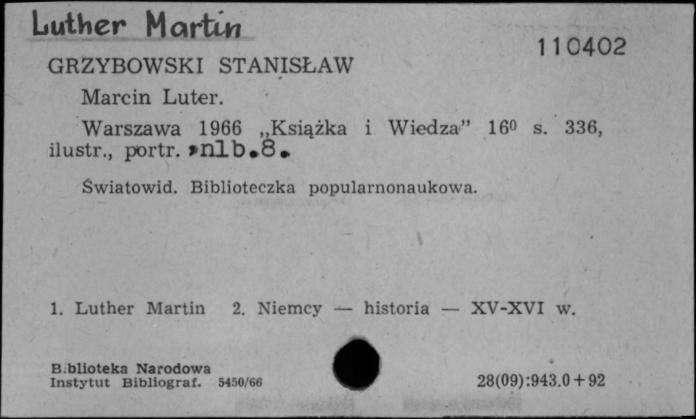 Luther Martin
110402
GRZYBOWSKI STANISŁAW
Marcin Luter.
Warszawa 1966 „Książka i Wiedza” 16⁰ s. 336,
ilustr., portr. ,nlb.8.
Światowid. Biblioteczka popularnonaukowa.
1. Luther Martin 2. Niemcy — historia — XV-XVI w.
B.blioteka Narodowa
Instytut Bibliograf. 5450/66
28(09):943.0+92